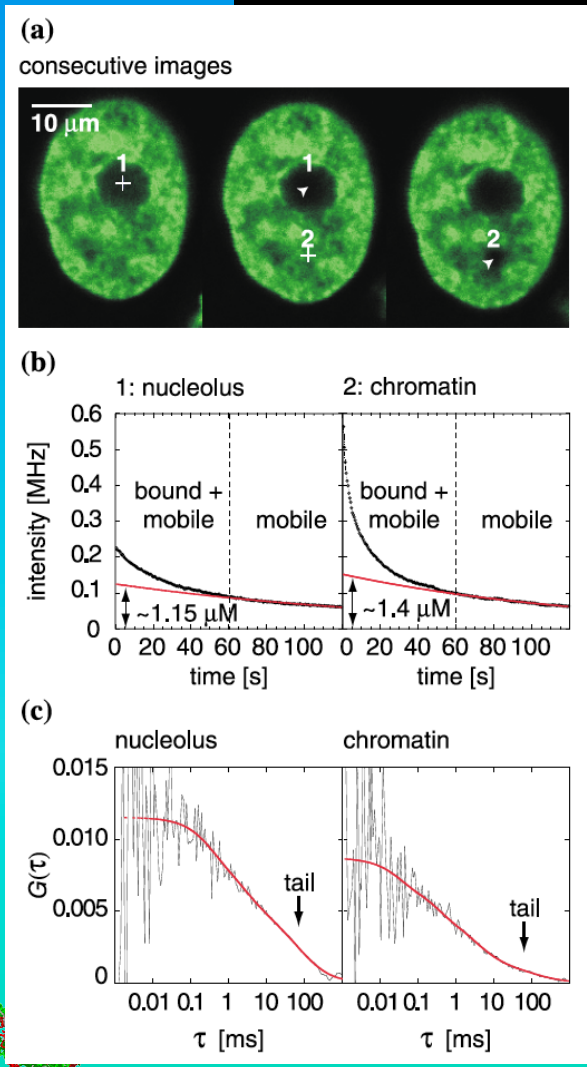 (a)
consecutive images
10 μm
1
1
2
2
(b)
1: nucleolus
2: chromatin
intensity [MHz]
0.6
0.5
0.4
0.3
0.2
0.1
0
bound +
mobile
mobile
~1.15 μM
bound +
mobile
mobile
~1.4 μM
0 20 40 60 80 100
0 20 40 60 80 100
time [s]
time [s]
(c)
nucleolus
chromatin
G(τ)
0.015
0.010
0.005
0
tail
tail
0.01 0.1 1 10 100
0.01 0.1 1 10 100
τ [ms]
τ [ms]